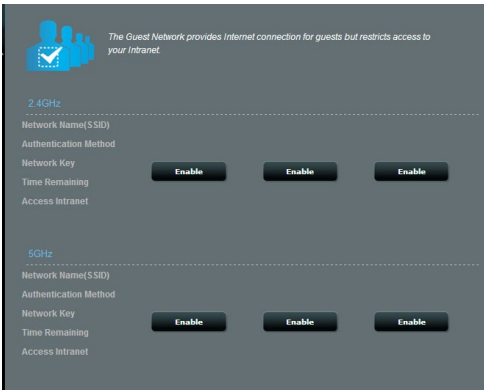 The Guest Network provides Internet connection for guests but restricts access to
your Intranet.
2.4GHz
Network Name(SSID)
Authentication Method
Network Key
Enable Enable Enable
Time Remaining
Access Intranet
5GHz
Network Name(SSID)
Authentication Method
Network Key
Enable Enable Enable
Time Remaining
Access Intranet